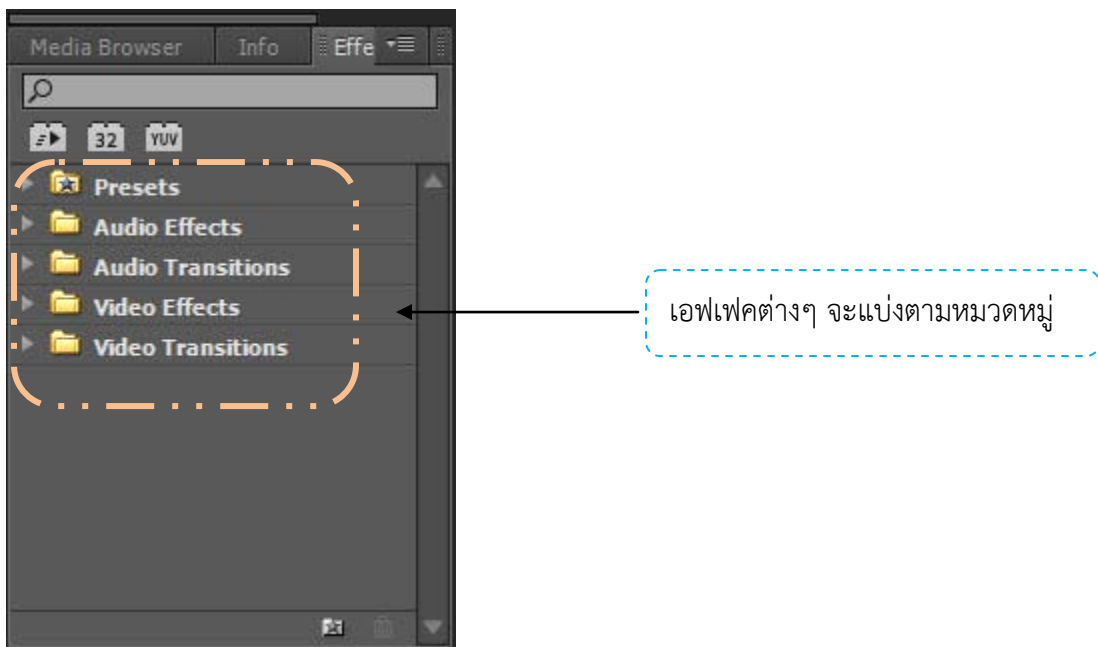 Media Browser Info Effe
32 YUV
Presets
Audio Effects
Audio Transitions
Video Effects
Video Transitions
เอฟเฟคต่างๆ จะแบ่งตามหมวดหมู่